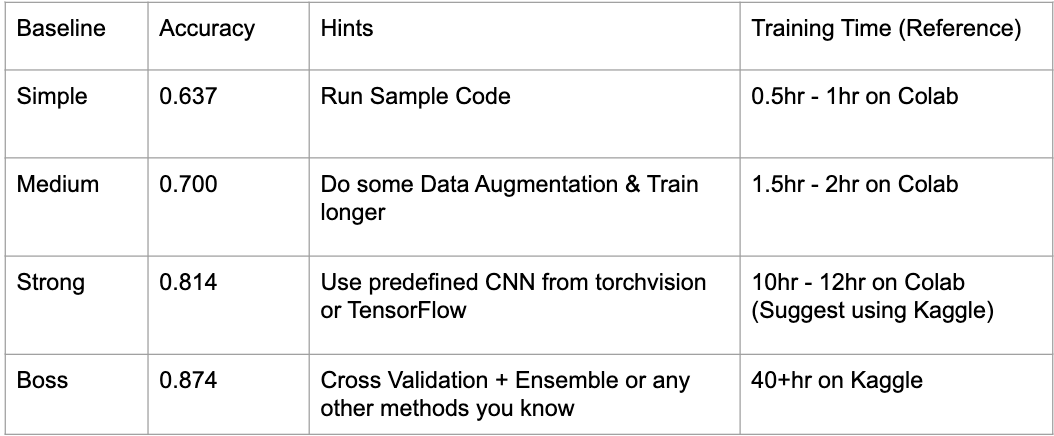 Baseline Accuracy Hints Training Time (Reference)
Simple 0.637 Run Sample Code 0.5hr - 1hr on Colab
Medium 0.700 Do some Data Augmentation & Train 1.5hr - 2hr on Colab
longer
Strong 0.814 Use predefined CNN from torchvision 10hr - 12hr on Colab
or TensorFlow (Suggest using Kaggle)
Boss 0.874 Cross Validation + Ensemble or any 40+hr on Kaggle
other methods you know